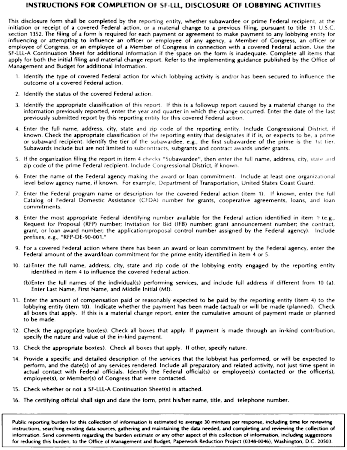 INSTRUCTIONS FOR COMPLETION OF SF-LLL, DISCLOSURE OF LOBBYING ACTIVITIES
This disclosure form shall be completed by the reporting entity, whether subawardee or prime Federal recipient, at the
initiation or receipt of a covered Federal action, or a material change to a previous filing, pursuant to title 31 U.S.C.
section 1352. The filing of a form is required for each payment or agreement to make payment to any lobbying entity for
influencing or attempting to influence an officer or employee of any agency, a Member of Congress, an officer or
employee of Congress, or an employee of a Member of Congress in connection with a covered Federal action. Use the
SF-LLL-A Continuation Sheet for additional information if the space on the form is inadequate. Complete all items that
apply for both the initial filing and material change report. Refer to the implementing guidance published by the Office of
Management and Budget for additional information.
1. Identify the type of covered Federal action for which lobbying activity is and/or has been secured to influence the
outcome of a covered Federal action.
2. Identify the status of the covered Federal action
3. Identify the appropriate classification of this report. If this is a followup report caused by a material change to the
information previously reported, enter the year and quarter in which the change occurred. Enter the date of the last
previously submitted report by this reporting entity for this covered Federal action.
4. Enter the full name, address, city, state and zip code of the reporting entity. Include Congressional District, if
known. Check the appropriate classification of the reporting entity that designates if it is, or expects to be, a prime
or subaward recipient. Identify the tier of the subawardee, e.g., the first subawardee of the prime is the 1st tier.
Subawards include but are not limited to subcontracts, subgrants and contract awards under grants.
5. If the organization filing the report in item 4 checks "Subawardee", then enter the full name, address, city, state and
zip code of the prime Federal recipient. Include Congressional District, if known.
6. Enter the name of the Federal agency making the award or loan commitment. Include at least one organizational
level below agency name, if known. For example, Department of Transportation, United States Coast Guard.
7. Enter the Federal program name or description for the covered Federal action (item 1). If known, enter the full
Catalog of Federal Domestic Assistance (CFDA) number for grants, cooperative agreements, loans, and loan
commitments.
8. Enter the most appropriate Federal identifying number available for the Federal action identified in item 1 (e.g.,
Request for Proposal (RFP) number; Invitation for Bid (IFB) number; grant announcement number; the contract,
grant, or loan award number; the application/proposal control number assigned by the Federal agency). Include
prefixes, e.g., "RFP-DE-90-001."
9. For a covered Federal action where there has been an award or loan commitment by the Federal agency, enter the
Federal amount of the award/loan commitment for the prime entity identified in item 4 or 5.
10. (a)Enter the full name, address, city, state and zip code of the lobbying entity engaged by the reporting entity
identified in item 4 to influence the covered Federal action.
(b)Enter the full names of the individual(s) performing services, and include full address if different from 10 (a).
Enter Last Name, First Name, and Middle Initial (MI).
11. Enter the amount of compensation paid or reasonably expected to be paid by the reporting entity (item 4) to the
lobbying entity (item 10). Indicate whether the payment has been made (actual) or will be made (planned). Check
all boxes that apply. If this is a material change report, enter the cumulative amount of payment made or planned
to be made.
12. Check the appropriate box(es). Check all boxes that apply. If payment is made through an in-kind contribution,
specify the nature and value of the in-kind payment.
13. Check the appropriate box(es). Check all boxes that apply. If other, specify nature.
14. Provide a specific and detailed description of the services that the lobbyist has performed, or will be expected to
perform, and the date(s) of any services rendered. Include all preparatory and related activity, not just time spent in
actual contact with Federal officials. Identify the Federal official(s) or employee(s) contacted or the officer(s),
employee(s), or Member(s) of Congress that were contacted.
15. Check whether or not a SF-LLL-A Continuation Sheet(s) is attached.
16. The certifying official shall sign and date the form, print his/her name, title, and telephone number.
Public reporting burden for this collection of information is estimated to average 30 mintues per response, including time for reviewing
instructions, searching existing data sources, gathering and maintaining the data needed, and completing and reviewing the collection of
information. Send comments regarding the burden estimate or any other aspect of this collection of information, including suggestions
for reducing this burden, to the Office of Management and Budget, Paperwork Reduction Project (0348-0046), Washington, D.C. 20503.